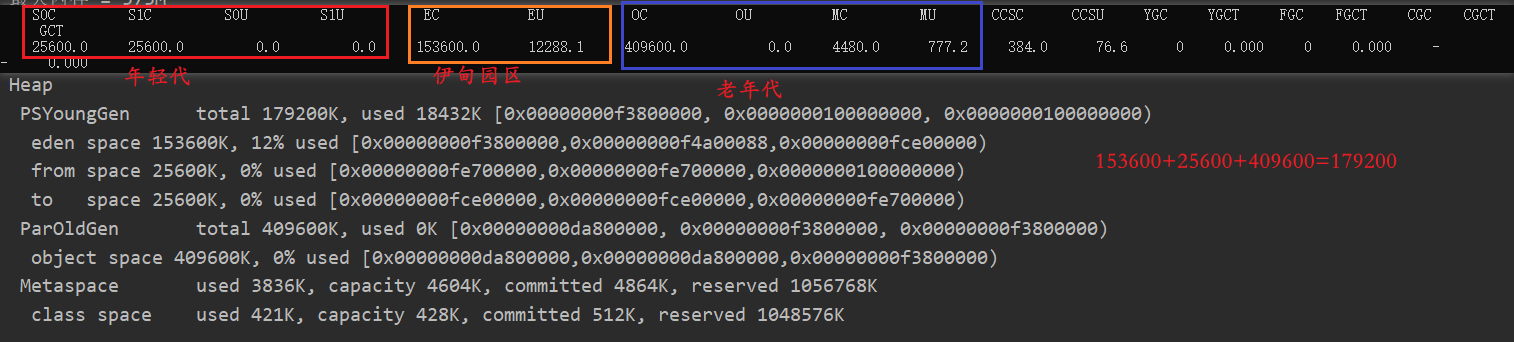 S0C S1C S0U S1U EC EU OC OU MC MU CCSC CCSU YGC YGCT FGC FGCT CGC CGCT
GCT
25600.0 25600.0 0.0 0.0 153600.0 12288.1 409600.0 0.0 4480.0 777.2 384.0 76.6 0 0.000 0 0.000 -
- 0.000
年轻代 伊甸园区 老年代
Heap
PSYoungGen total 179200K, used 18432K [0x00000000f3800000, 0x0000000100000000, 0x0000000100000000)
eden space 153600K, 12% used [0x00000000f3800000,0x00000000f4a00088,0x00000000fce00000)
from space 25600K, 0% used [0x00000000fe700000,0x00000000fe700000,0x0000000100000000)
153600+25600+409600=179200
to space 25600K, 0% used [0x00000000fce00000,0x00000000fce00000,0x00000000fe700000)
ParOldGen total 409600K, used 0K [0x00000000da800000, 0x00000000f3800000, 0x00000000f3800000)
object space 409600K, 0% used [0x00000000da800000,0x00000000da800000,0x00000000f3800000)
Metaspace used 3836K, capacity 4604K, committed 4864K, reserved 1056768K
class space used 421K, capacity 428K, committed 512K, reserved 1048576K